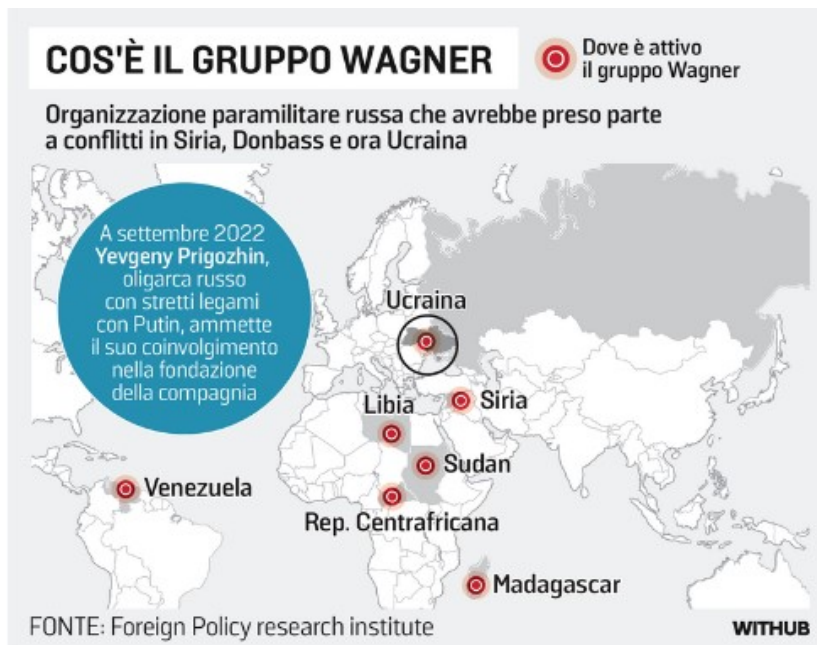 COS'È IL GRUPPO WAGNER
Dove è attivo
il gruppo Wagner
Organizzazione paramilitare russa che avrebbe preso parte
a conflitti in Siria, Donbass e ora Ucraina
A settembre 2022
Yevgeny Prigozhin,
oligarca russo
con stretti legami
con Putin, ammette
il suo coinvolgimento
nella fondazione
della compagnia
Ucraina
Siria
Libia
Sudan
Venezuela
Rep. Centrafricana
Madagascar
FONTE: Foreign Policy research institute
WITHUB